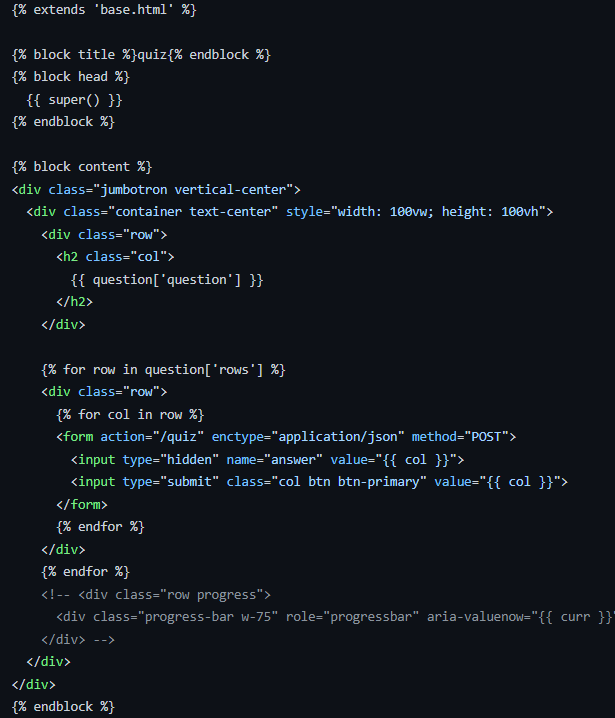 {% extends 'base.html' %}
{% block title %}quiz{% endblock %}
{% block head %}
{{ super() }}
{% endblock %}
{% block content %}
<div class="jumbotron vertical-center">
<div class="container text-center" style="width: 100vw; height: 100vh">
<div class="row">
<h2 class="col">
{{ question['question'] }}
</h2>
</div>
{% for row in question['rows'] %}
<div class="row">
{% for col in row %}
<form action="/quiz" enctype="application/json" method="POST">
<input type="hidden" name="answer" value="{{ col }}">
<input type="submit" class="col btn btn-primary" value="{{ col }}">
</form>
{% endfor %}
</div>
{% endfor %}
<!-- <div class="row progress">
<div class="progress-bar w-75" role="progressbar" aria-valuenow="{{ curr }}"
</div> -->
</div>
</div>
{% endblock %}